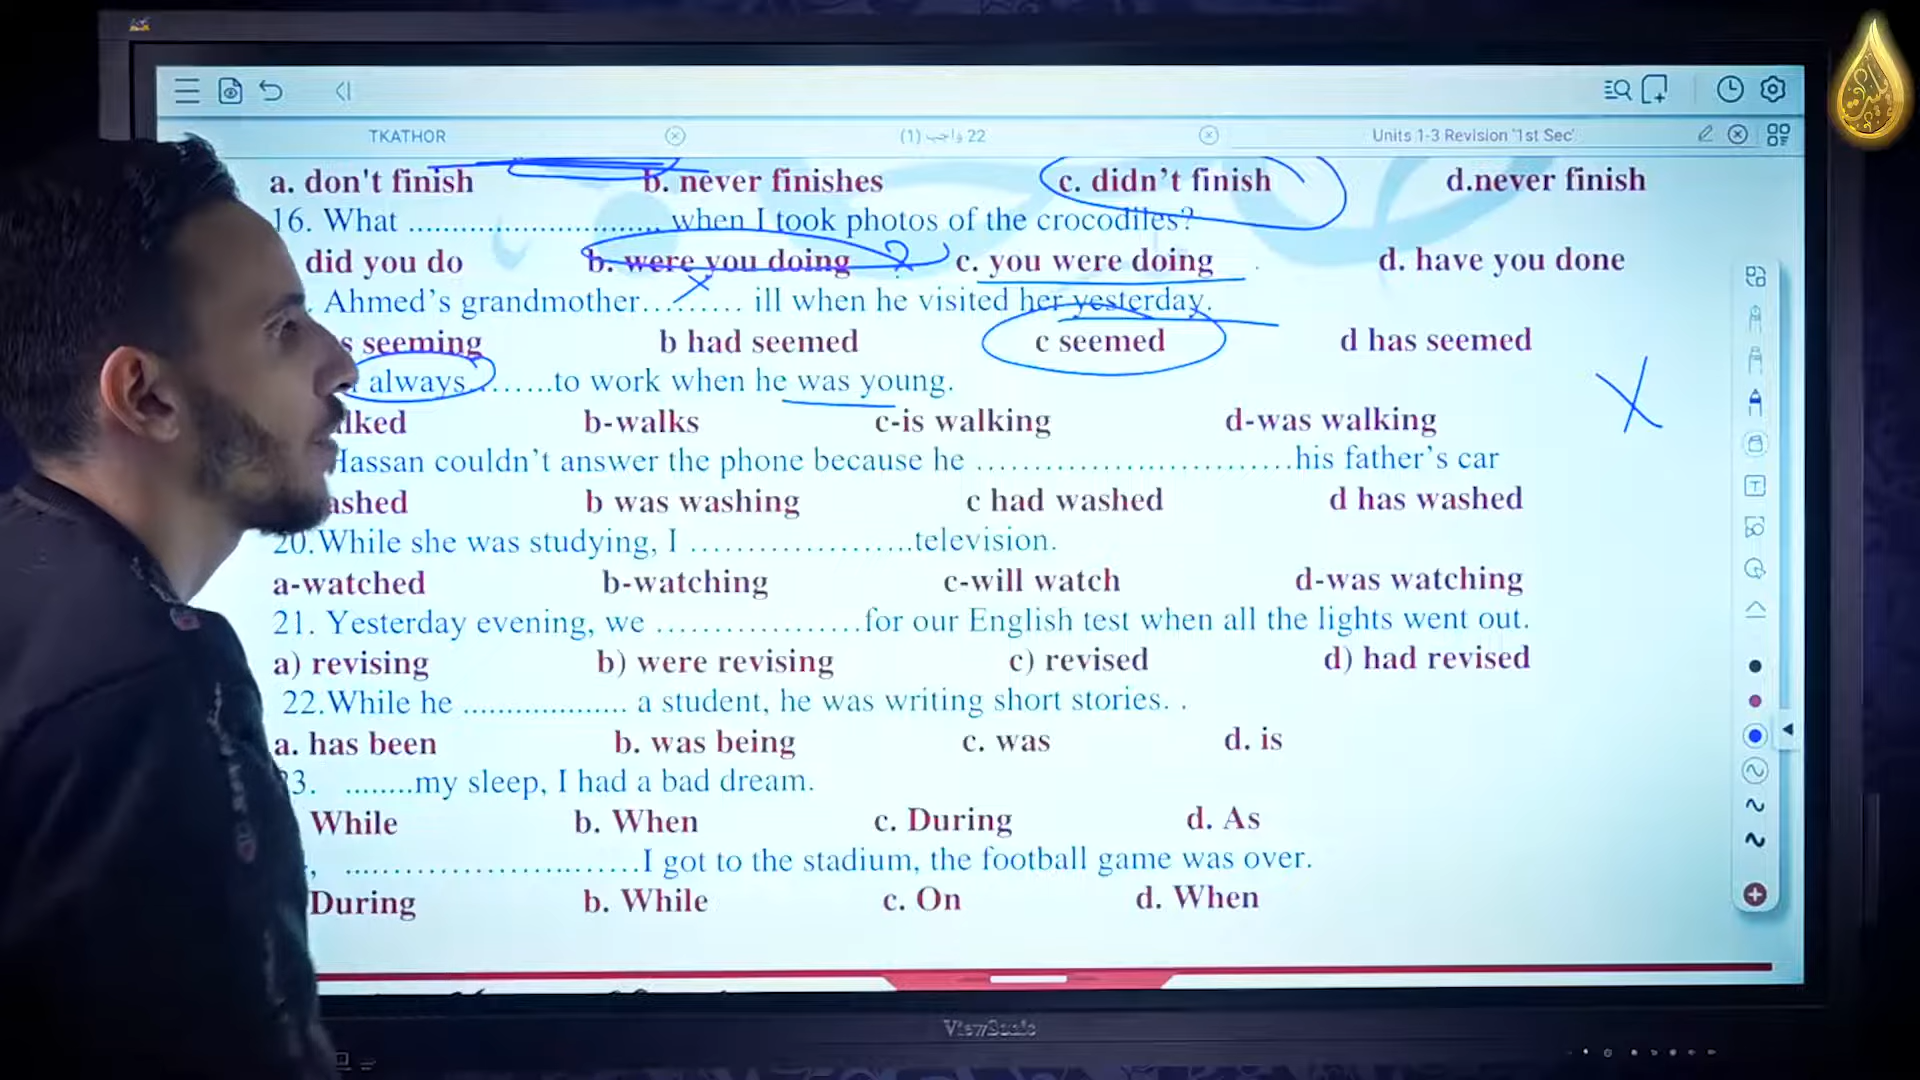 TKATHOR
22 واجب (1)
Units 1-3 Revision '1st Sec'
a. don't finish b. never finishes c. didn't finish d.never finish
16. What ............................ when I took photos of the crocodiles?
did you do b. were you doing c. you were doing d. have you done
Ahmed's grandmother.......... ill when he visited her yesterday.
s seeming b had seemed c seemed d has seemed
always.........to work when he was young.
lked b-walks c-is walking d-was walking
Hassan couldn't answer the phone because he ................................his father's car
ashed b was washing c had washed d has washed
20.While she was studying, I .......................television.
a-watched b-watching c-will watch d-was watching
21. Yesterday evening, we .....................for our English test when all the lights went out.
a) revising b) were revising c) revised d) had revised
22.While he ..................... a student, he was writing short stories. .
a. has been b. was being c. was d. is
3. ........my sleep, I had a bad dream.
While b. When c. During d. As
, ..............................I got to the stadium, the football game was over.
During b. While c. On d. When
ViewSonic